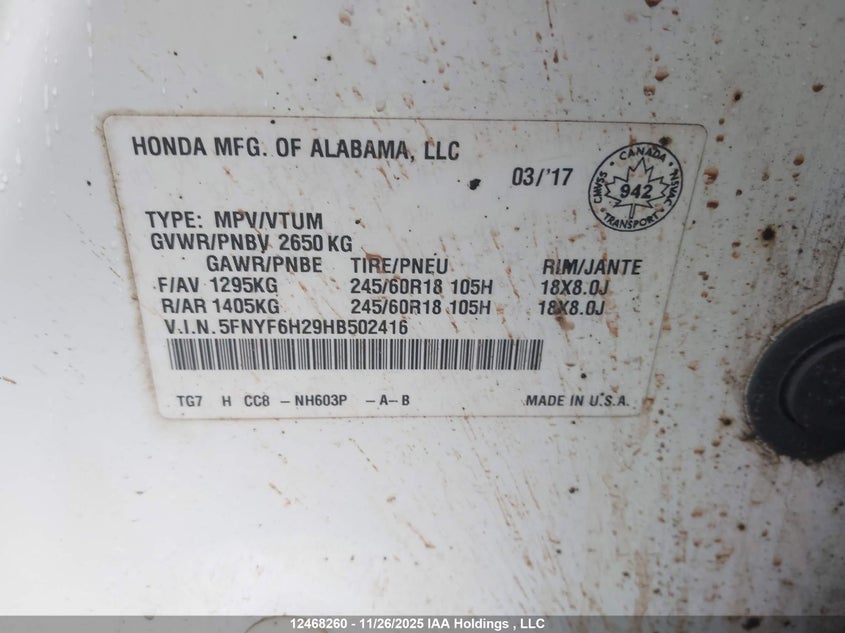 HONDA MFG. OF ALABAMA, LLC
03/'17
CANADA
CMVSS
942
NSVAC
TRANSPORT
TYPE: MPV/VTUM
GVWR/PNBV 2650 KG
GAWR/PNBE TIRE/PNEU RIM/JANTE
F/AV 1295KG 245/60R18 105H 18X8.0J
R/AR 1405KG 245/60R18 105H 18X8.0J
V.I.N. 5FNYF6H29HB502416
TG7 H CC8 - NH603P - A- B MADE IN U.S.A.
12468260 - 11/26/2025 IAA Holdings , LLC